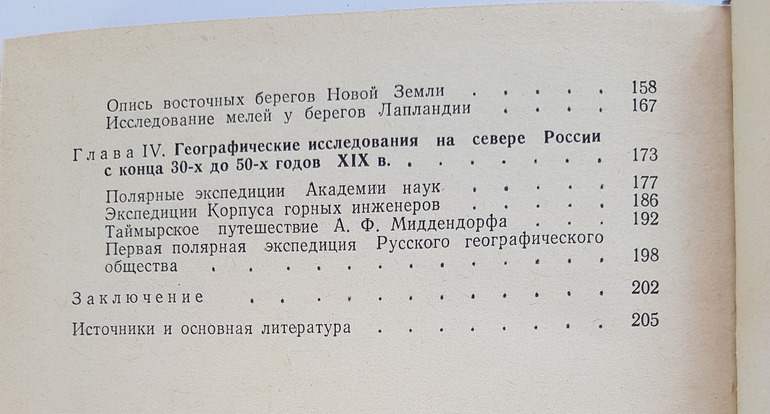 Опись восточных берегов Новой Земли . . . . . 158
Исследование мелей у берегов Лапландии . . . . 167
Глава IV. Географические исследования на севере России
с конца 30-х до 50-х годов XIX в. . . . . . . . 173
Полярные экспедиции Академии наук . . . . . 177
Экспедиции Корпуса горных инженеров . . . . . 186
Таймырское путешествие А. Ф. Миддендорфа . . . 192
Первая полярная экспедиция Русского географического
общества . . . . . . . . . . . . 198
Заключение . . . . . . . . . . . 202
Источники и основная литература . . . . . . . 205